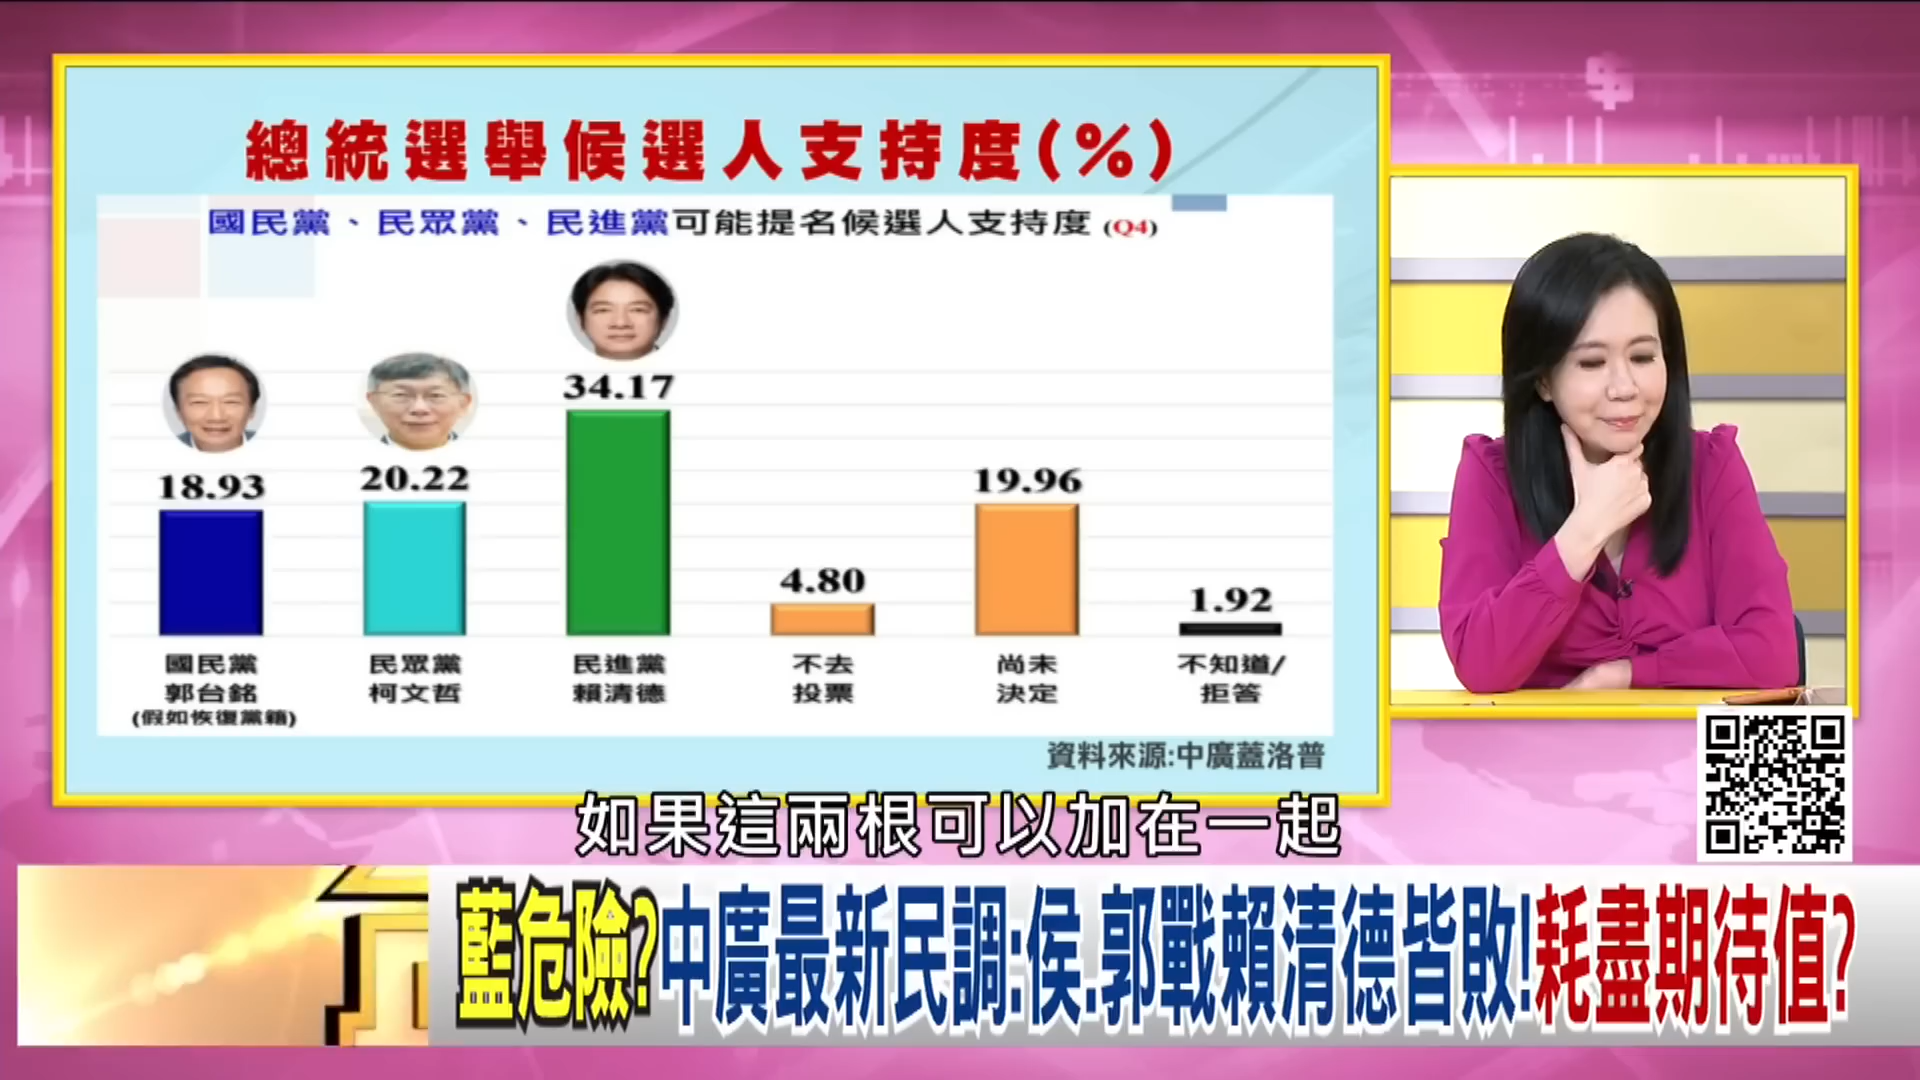 總統選舉候選人支持度(%)
國民黨、民眾黨、民進黨可能提名候選人支持度 (Q4)
34.17
18.93
20.22
19.96
4.80
1.92
國民黨
郭台銘
(假如恢復黨籍)
民眾黨
柯文哲
民進黨
賴清德
不去
投票
尚未
決定
不知道/
拒答
資料來源:中廣蓋洛普
如果這兩根可以加在一起
藍危險?中廣最新民調:侯.郭戰賴清德皆敗!耗盡期待值?